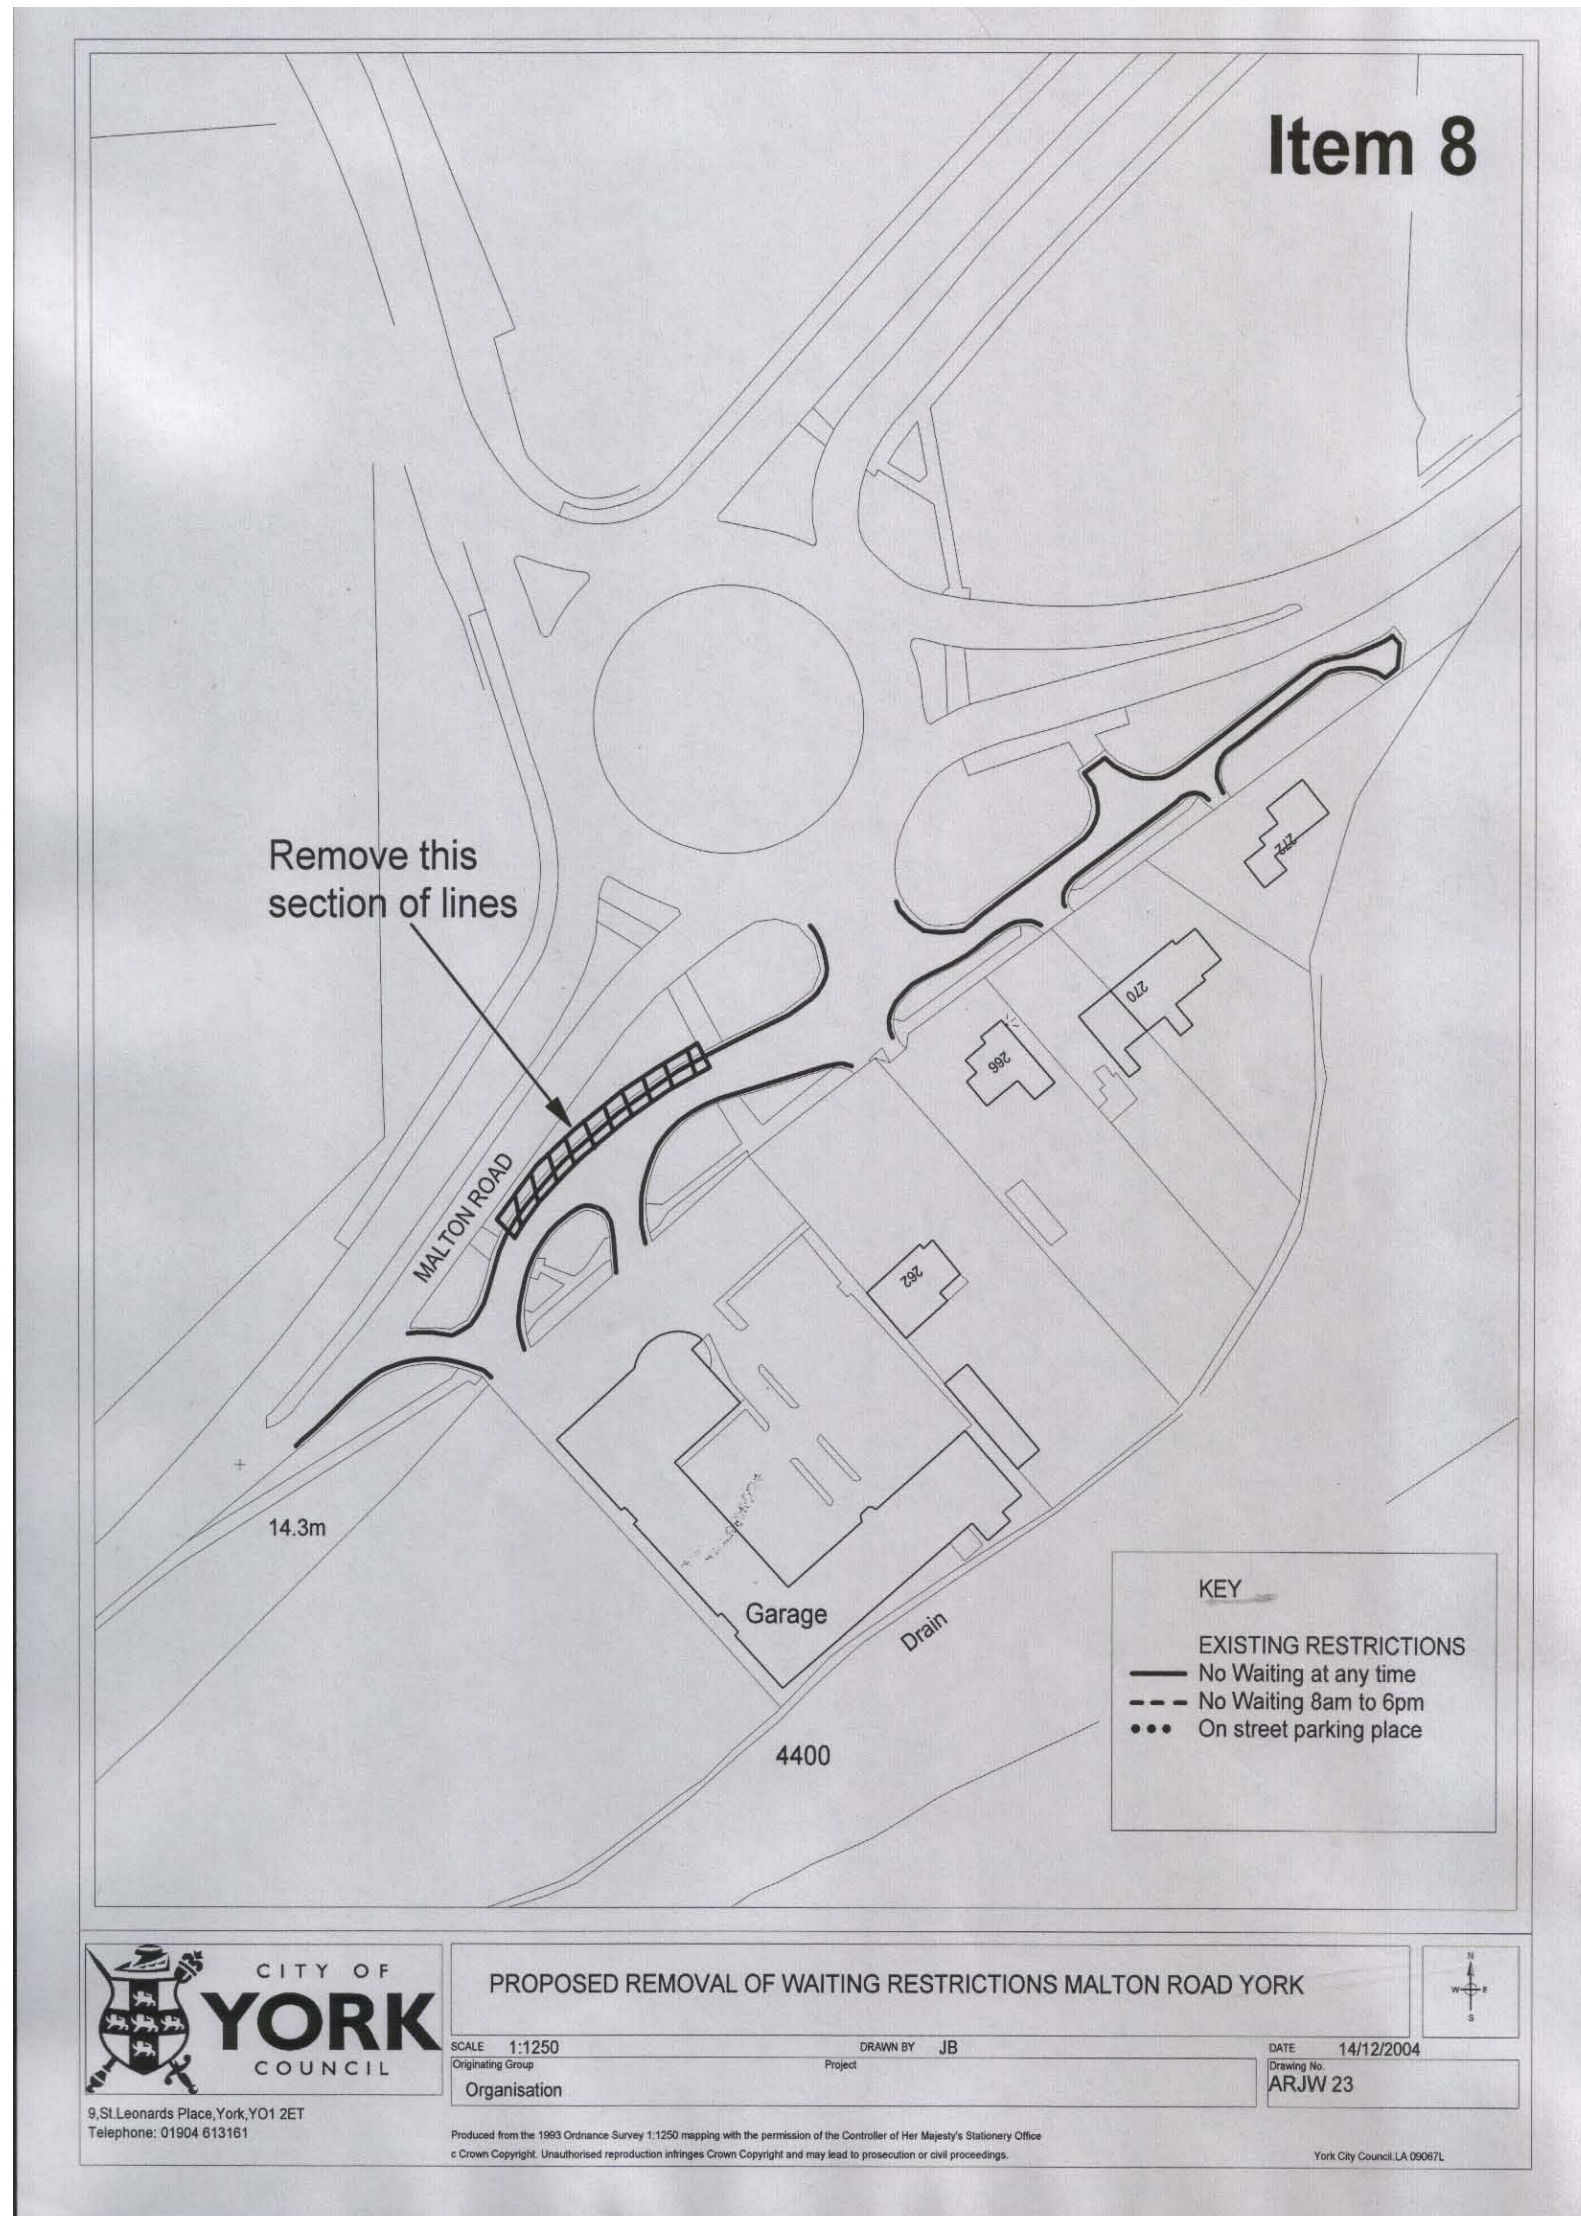 Item 8
Remove this
section of lines
MALTON ROAD
272
270
266
262
14.3m
Garage
Drain
4400
KEY
EXISTING RESTRICTIONS
No Waiting at any time
No Waiting 8am to 6pm
On street parking place
CITY OF
YORK
COUNCIL
9,St.Leonards Place,York,YO1 2ET
Telephone: 01904 613161
PROPOSED REMOVAL OF WAITING RESTRICTIONS MALTON ROAD YORK
SCALE 1:1250
DRAWN BY JB
DATE 14/12/2004
Originating Group
Organisation
Project
Drawing No.
ARJW 23
N
W E
S
Produced from the 1993 Ordnance Survey 1:1250 mapping with the permission of the Controller of Her Majesty's Stationery Office
c Crown Copyright. Unauthorised reproduction infringes Crown Copyright and may lead to prosecution or civil proceedings.
York City Council.LA 09067L